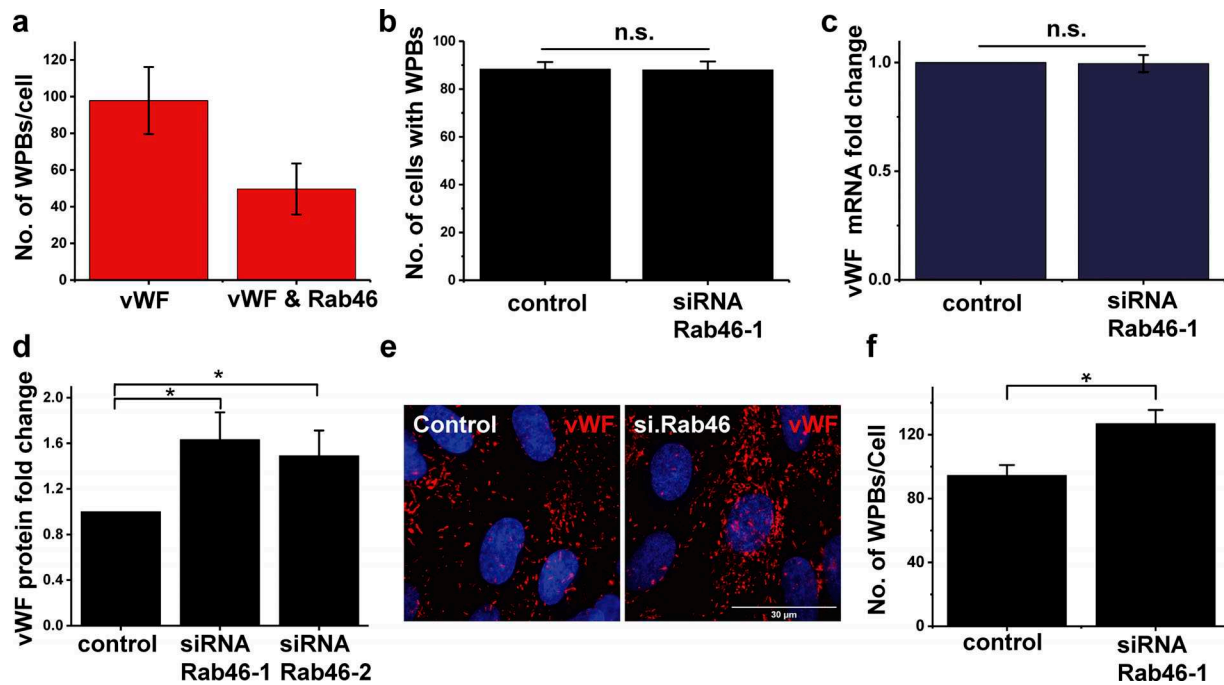 a
No. of WPBs/cell
120
100
80
60
40
20
0
vWF
vWF & Rab46
b
No. of cells with WPBs
100
80
60
40
20
0
n.s.
control
siRNA
Rab46-1
c
vWF mRNA fold change
1.0
0.5
0.0
n.s.
control
siRNA
Rab46-1
d
vWF protein fold change
2.0
1.6
1.2
0.8
0.4
0.0
*
*
control
siRNA
Rab46-1
siRNA
Rab46-2
e
Control
vWF
si.Rab46
vWF
30 µm
f
No. of WPBs/Cell
120
80
40
0
*
control
siRNA
Rab46-1